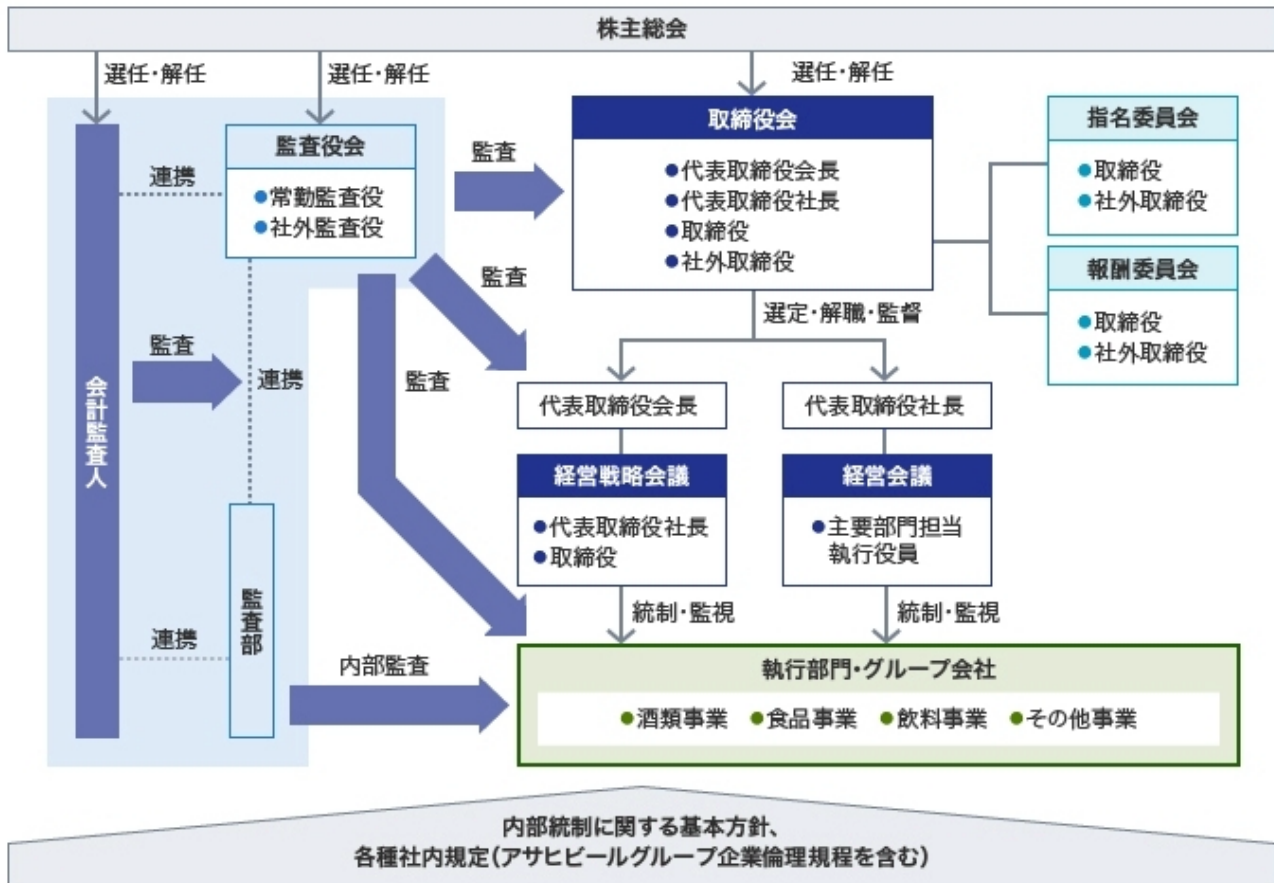 株主総会
選任・解任
選任・解任
選任・解任
監査役会
●常勤監査役
●社外監査役
連携
監査
取締役会
●代表取締役会長
●代表取締役社長
●取締役
●社外取締役
指名委員会
●取締役
●社外取締役
報酬委員会
●取締役
●社外取締役
監査
選定・解職・監督
監査
連携
監査
会計監査人
代表取締役会長
代表取締役社長
経営戦略会議
●代表取締役社長
●取締役
経営会議
●主要部門担当
執行役員
監査部
連携
統制・監視
統制・監視
内部監査
執行部門・グループ会社
●酒類事業 ●食品事業 ●飲料事業 ●その他事業
内部統制に関する基本方針、
各種社内規定(アサヒビールグループ企業倫理規程を含む)